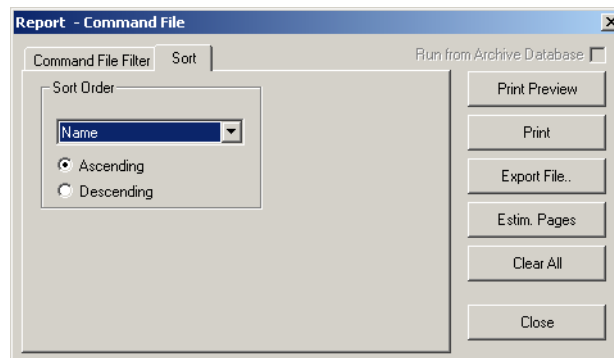 Report - Command File
Command File Filter
Sort
Run from Archive Database
Sort Order
Name
Ascending
Descending
Print Preview
Print
Export File..
Estim. Pages
Clear All
Close